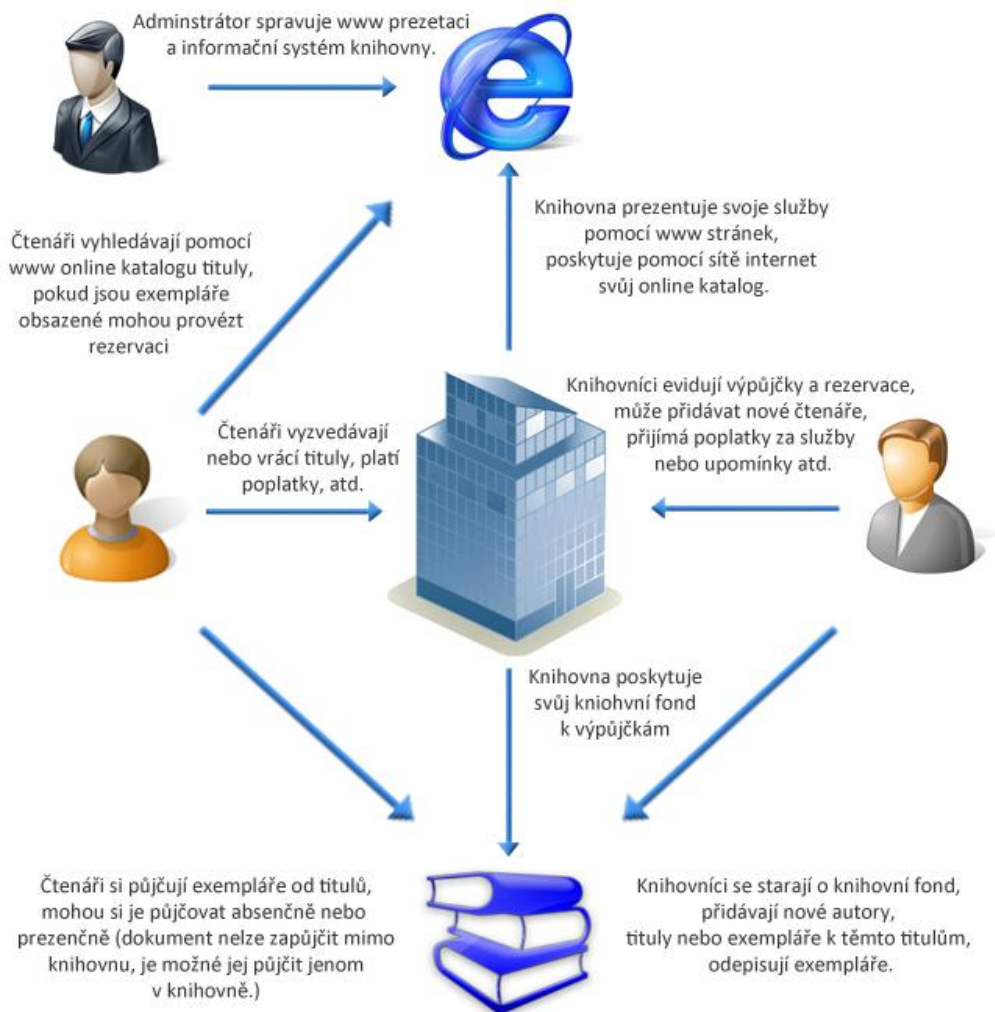 Adminstrátor spravuje www prezetaci
a informační systém knihovny.
Knihovna prezentuje svoje služby
pomocí www stránek,
poskytuje pomocí sítě internet
svůj online katalog.
Čtenáři vyhledávají pomocí
www online katalogu tituly,
pokud jsou exempláře
obsazené mohou provézt
rezervaci
Knihovníci evidují výpůjčky a rezervace,
může přidávat nové čtenáře,
přijímá poplatky za služby
nebo upomínky atd.
Čtenáři vyzvedávají
nebo vrácí tituly, platí
poplatky, atd.
Knihovna poskytuje
svůj kniohvní fond
k výpůjčkám
Čtenáři si půjčují exempláře od titulů,
mohou si je půjčovat absenčně nebo
prezenčně (dokument nelze zapůjčit mimo
knihovnu, je možné jej půjčit jenom
v knihovně.)
Knihovníci se starají o knihovní fond,
přidávají nové autory,
tituly nebo exempláře k těmto titulům,
odepisují exempláře.